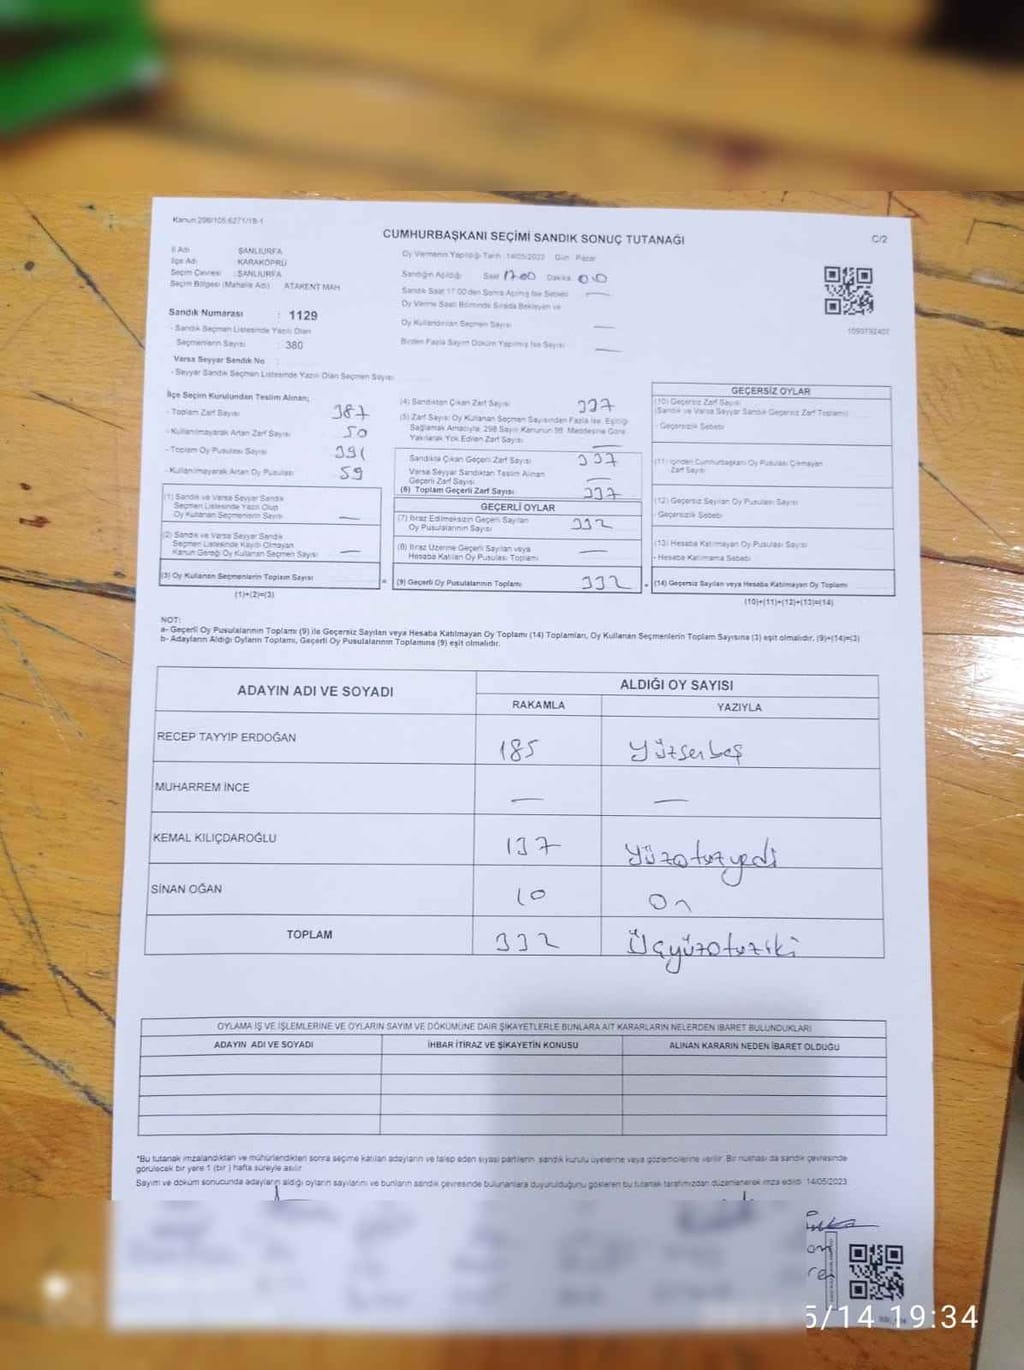 Kanun:298/105 6271/18-1
CUMHURBAŞKANI SEÇİMİ SANDIK SONUÇ TUTANAĞI
C/2
İl Adı : ŞANLIURFA
İlçe Adı : KARAKÖPRÜ
Seçim Çevresi : ŞANLIURFA
Seçim Bölgesi (Mahalle Adı) ATAKENT MAH
Oy Vermenin Yapıldığı Tarih : 14/05/2023 Gün : Pazar
Sandığın Açıldığı Saat 17:00 Dakika 00
Sandık Saat 17:00'den Sonra Açılmış İse Sebebi —
Oy Verme Saati Bitiminde Sırada Bekleyen ve
Oy Kullandırılan Seçmen Sayısı —
Birden Fazla Sayım Döküm Yapılmış İse Sayısı —
Sandık Numarası : 1129
- Sandık Seçmen Listesinde Yazılı Olan
Seçmenlerin Sayısı : 380
Varsa Seyyar Sandık No :
- Seyyar Sandık Seçmen Listesinde Yazılı Olan Seçmen Sayısı
İlçe Seçim Kurulundan Teslim Alınan;
- Toplam Zarf Sayısı 387
- Kullanılmayarak Artan Zarf Sayısı 50
- Toplam Oy Pusulası Sayısı 391
- Kullanılmayarak Artan Oy Pusulası 59
(1) Sandık ve Varsa Seyyar Sandık
Seçmen Listesinde Yazılı Olup
Oy Kullanan Seçmenlerin Sayısı —
(2) Sandık ve Varsa Seyyar Sandık
Seçmen Listesinde Kayıtlı Olmayan
Kanun Gereği Oy Kullanan Seçmen Sayısı —
(3) Oy Kullanan Seçmenlerin Toplam Sayısı
(1)+(2)=(3)
(4) Sandıktan Çıkan Zarf Sayısı 337
(5) Zarf Sayısı Oy Kullanan Seçmen Sayısından Fazla İse, Eşitliği
Sağlamak Amacıyla, 298 Sayılı Kanunun 98. Maddesine Göre
Yakılarak Yok Edilen Zarf Sayısı —
Sandıkta Çıkan Geçerli Zarf Sayısı 337
Varsa Seyyar Sandıktan Teslim Alınan
Geçerli Zarf Sayısı —
(6) Toplam Geçerli Zarf Sayısı 337
GEÇERLİ OYLAR
(7) İtiraz Edilmeksizin Geçerli Sayılan
Oy Pusulalarının Sayısı 332
(8) İtiraz Üzerine Geçerli Sayılan veya
Hesaba Katılan Oy Pusulası Toplamı —
(9) Geçerli Oy Pusulalarının Toplamı 332
GEÇERSİZ OYLAR
(10) Geçersiz Zarf Sayısı
(Sandık ve Varsa Seyyar Sandık Geçersiz Zarf Toplamı)
- Geçersizlik Sebebi
(11) İçinden Cumhurbaşkanı Oy Pusulası Çıkmayan
Zarf Sayısı
(12) Geçersiz Sayılan Oy Pusulası Sayısı
- Geçersizlik Sebebi
(13) Hesaba Katılmayan Oy Pusulası Sayısı
- Hesaba Katılmama Sebebi
(14) Geçersiz Sayılan veya Hesaba Katılmayan Oy Toplamı
(10)+(11)+(12)+(13)=(14)
NOT:
a- Geçerli Oy Pusulalarının Toplamı (9) ile Geçersiz Sayılan veya Hesaba Katılmayan Oy Toplamı (14) Toplamları, Oy Kullanan Seçmenlerin Toplam Sayısına (3) eşit olmalıdır. (9)+(14)=(3)
b- Adayların Aldığı Oyların Toplamı, Geçerli Oy Pusulalarının Toplamına (9) eşit olmalıdır.
ADAYIN ADI VE SOYADI
ALDIĞI OY SAYISI
RAKAMLA YAZIYLA
RECEP TAYYİP ERDOĞAN 185 Yüzsenbeş
MUHARREM İNCE — —
KEMAL KILIÇDAROĞLU 137 Yüzotuzyedi
SİNAN OĞAN 10 On
TOPLAM 332 Üçyüzotuziki
OYLAMA İŞ VE İŞLEMLERİNE VE OYLARIN SAYIM VE DÖKÜMÜNE DAİR ŞİKAYETLERLE BUNLARA AİT KARARLARIN NELERDEN İBARET BULUNDUKLARI
ADAYIN ADI VE SOYADI İHBAR İTİRAZ VE ŞİKAYETİN KONUSU ALINAN KARARIN NEDEN İBARET OLDUĞU
*Bu tutanak imzalandıktan ve mühürlendikten sonra seçime katılan adayların ve talep eden siyasi partilerin sandık kurulu üyelerine veya gözlemcilerine verilir. Bir nüshası da sandık çevresinde
görülecek bir yere 1 (bir) hafta süreyle asılır.
Sayım ve döküm sonucunda adayların aldığı oyların sayılarını ve bunların sandık çevresinde bulunanlara duyurulduğunu gösteren bu tutanak tarafımızdan düzenlenerek imza edildi. 14/05/2023
5/14 19:34